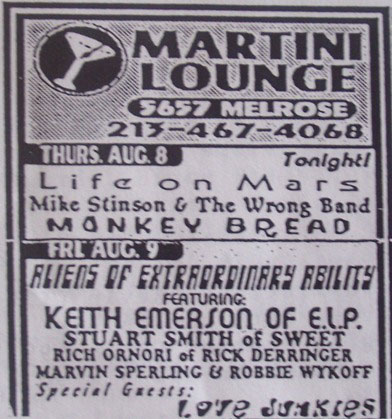 MARTINI
LOUNGE
5657 MELROSE
213-467-4068
THURS. AUG. 8 Tonight!
Life on Mars
Mike Stinson & The Wrong Band
MONKEY BREAD
FRI. AUG. 9
ALIENS OF EXTRAORDINARY ABILITY
FEATURING:
KEITH EMERSON OF E.L.P.
STUART SMITH of SWEET
RICH ORNORI of RICK DERRINGER
MARVIN SPERLING & ROBBIE WYKOFF
Special Guests:
LOVE